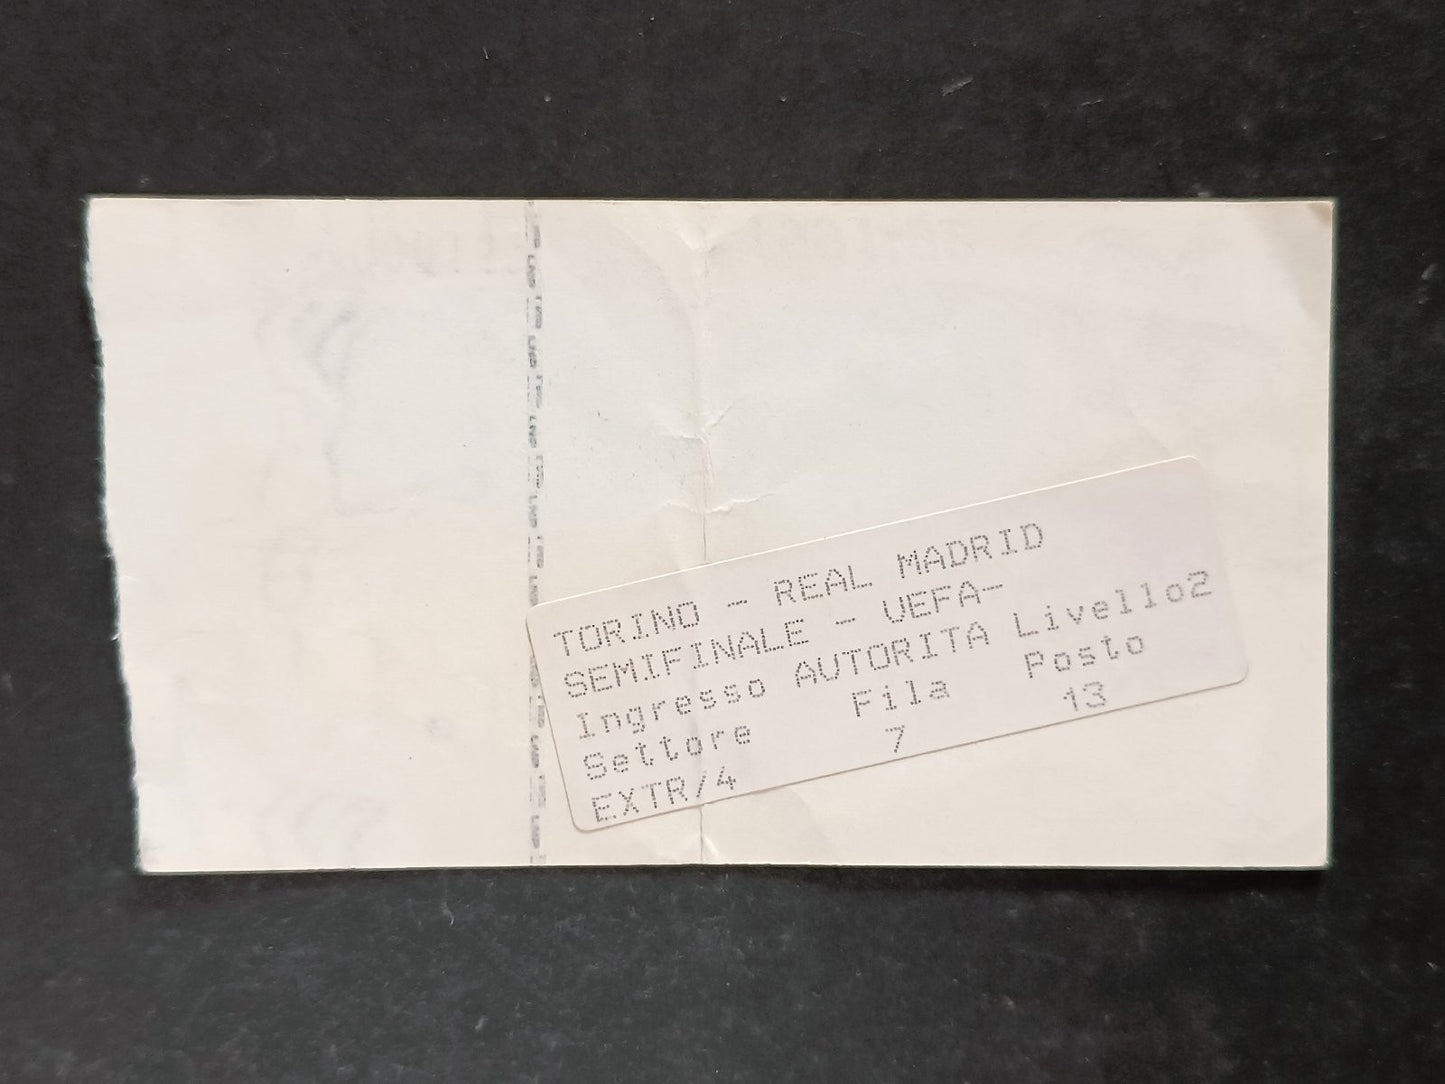 TORINO - REAL MADRID
SEMIFINALE - UEFA-
Ingresso AUTORITA Livello2
Settore Fila Posto
EXTR/4 7 13